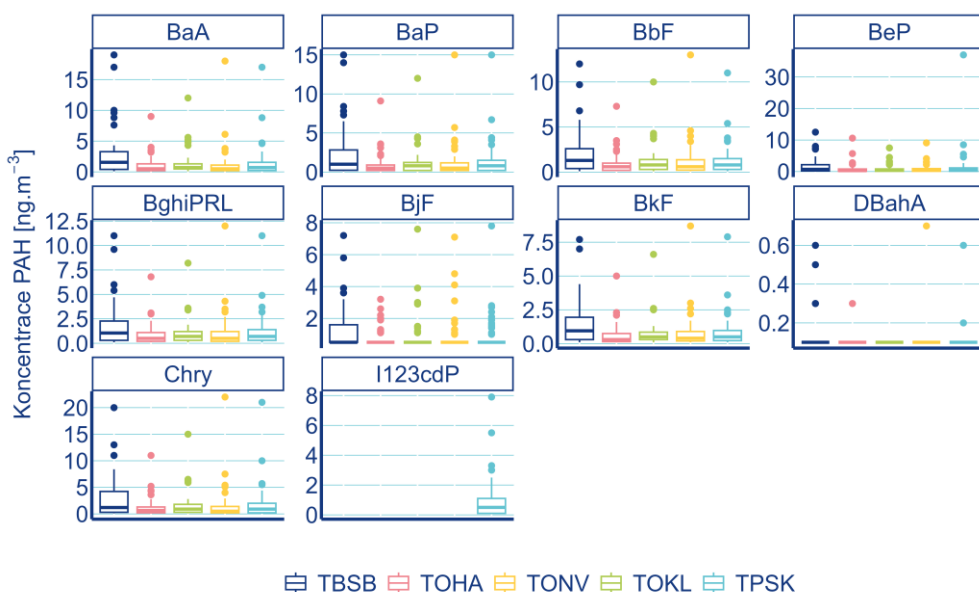 BaA BaP BbF BeP
15 10 5 0
15 10 5 0
10 5 0
30 20 10 0
Koncentrace PAH [ng.m⁻³]
BghiPRL BjF BkF DBahA
12.5 10.0 7.5 5.0 2.5 0.0
8 6 4 2
7.5 5.0 2.5 0.0
0.6 0.4 0.2
Chry I123cdP
20 15 10 5 0
8 6 4 2 0
TBSB TOHA TONV TOKL TPSK